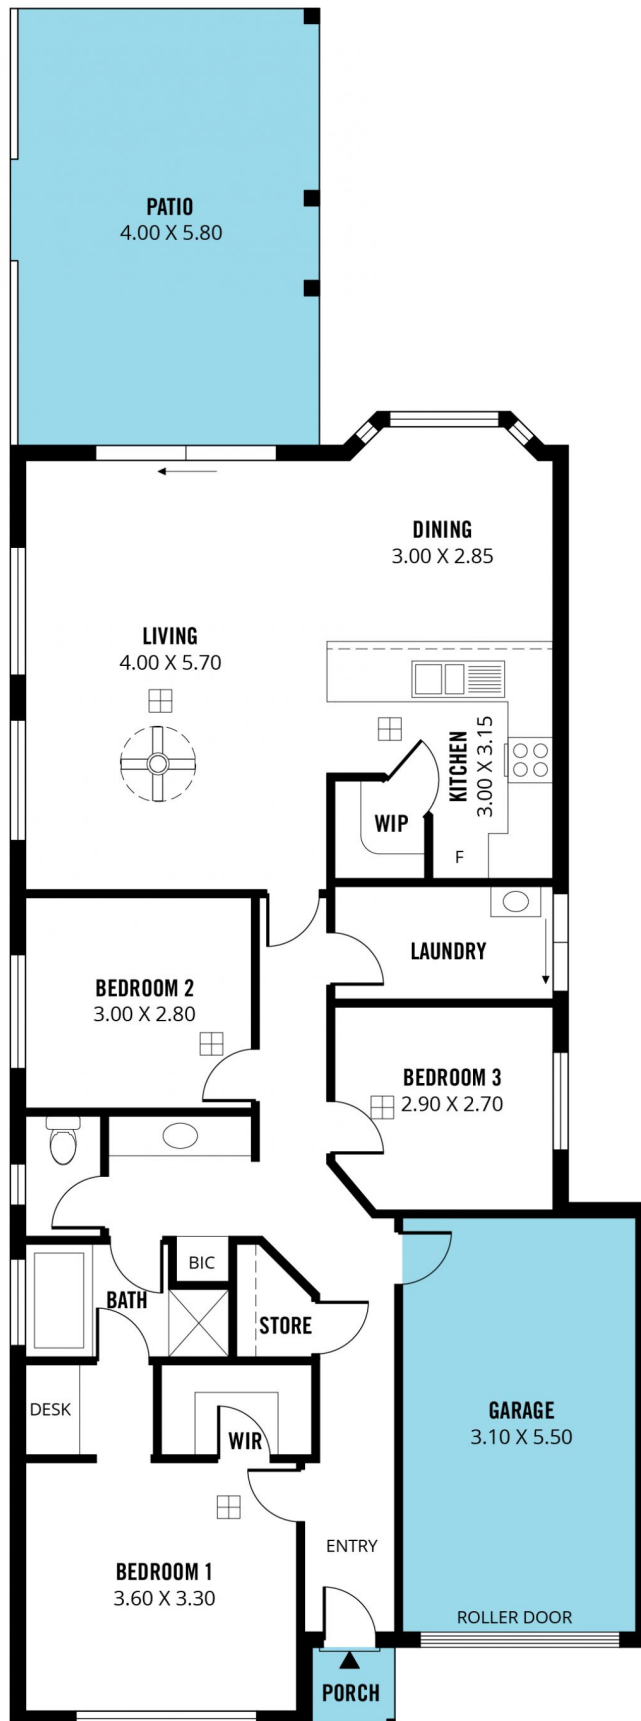 PATIO
4.00 X 5.80
DINING
3.00 X 2.85
LIVING
4.00 X 5.70
KITCHEN
3.00 X 3.15
WIP
F
LAUNDRY
BEDROOM 2
3.00 X 2.80
BEDROOM 3
2.90 X 2.70
BIC
BATH
STORE
DESK
WIR
GARAGE
3.10 X 5.50
ENTRY
BEDROOM 1
3.60 X 3.30
ROLLER DOOR
PORCH